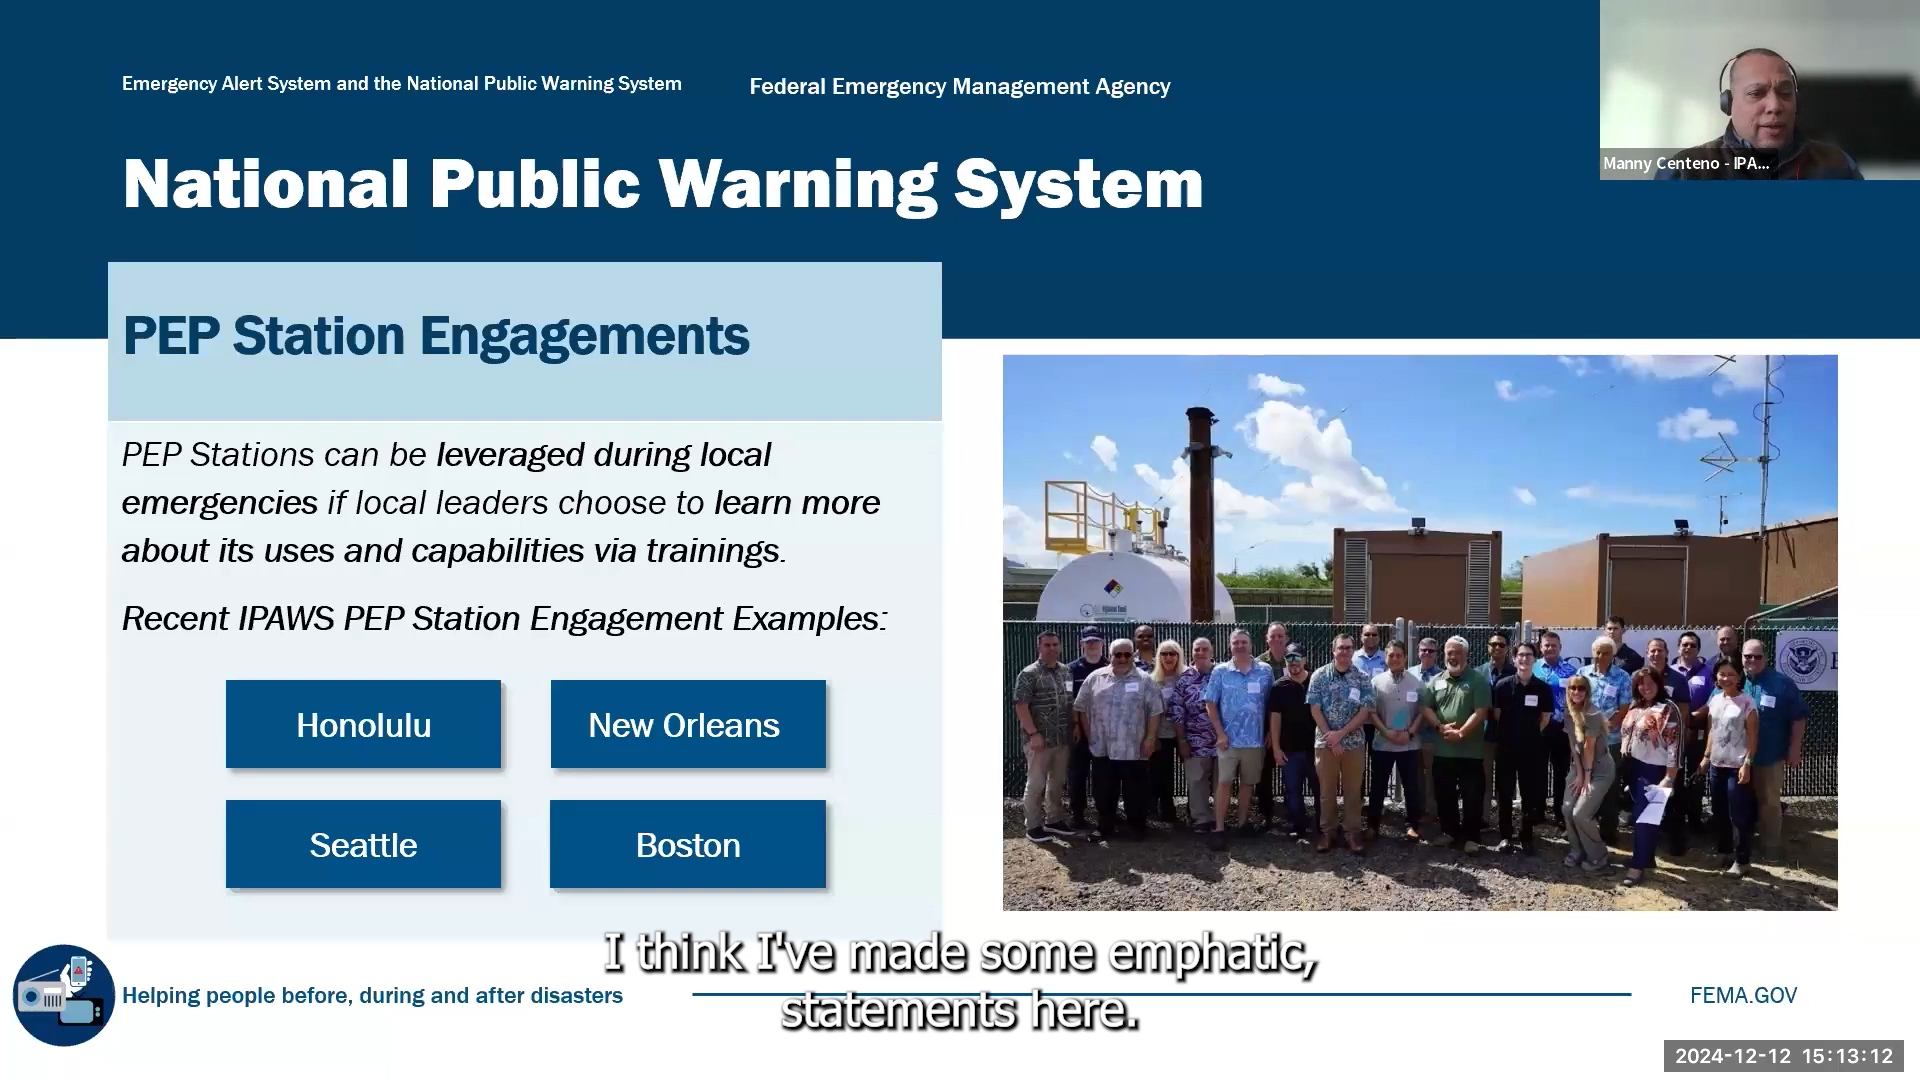 Emergency Alert System and the National Public Warning System
Federal Emergency Management Agency
National Public Warning System
Manny Centeno - IPA...
PEP Station Engagements
PEP Stations can be leveraged during local
emergencies if local leaders choose to learn more
about its uses and capabilities via trainings.
Recent IPAWS PEP Station Engagement Examples:
Honolulu
New Orleans
Seattle
Boston
I think I've made some emphatic,
statements here.
Helping people before, during and after disasters
FEMA.GOV
2024-12-12 15:13:12